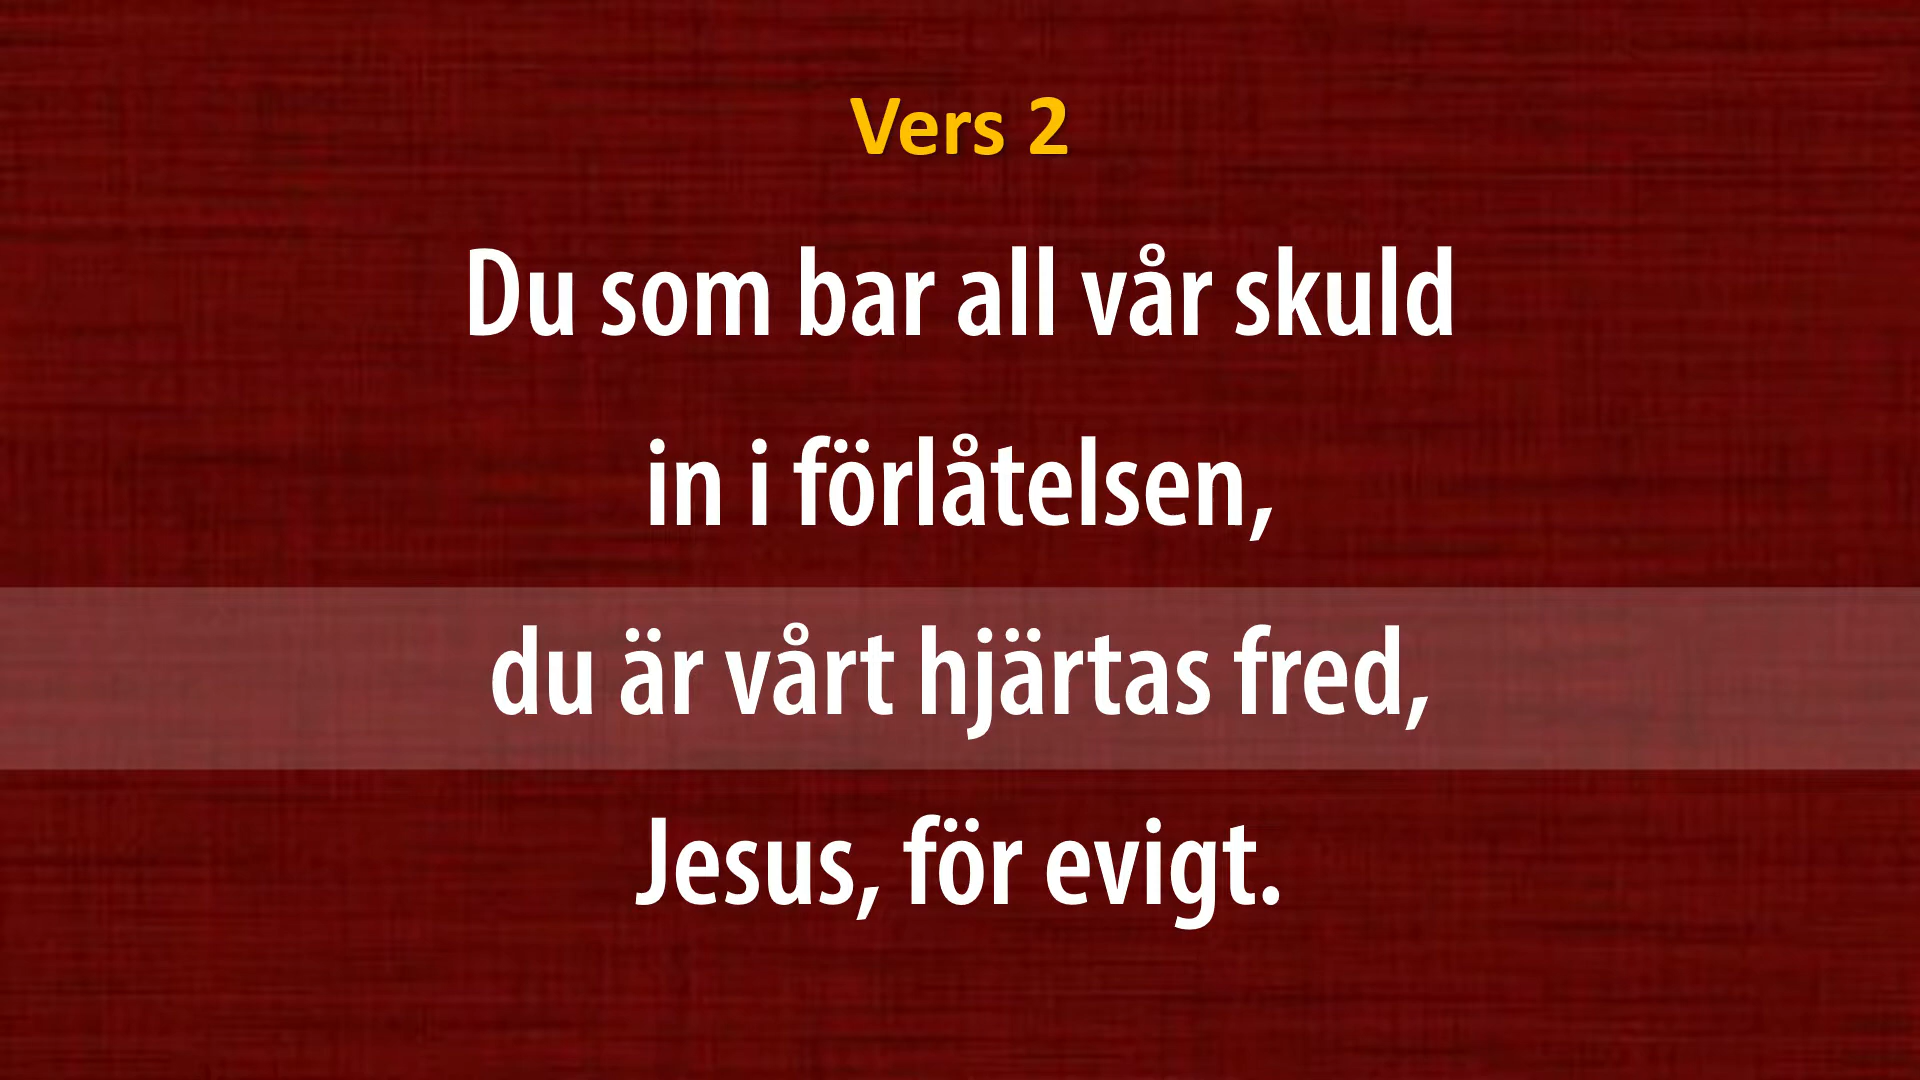 Vers 2
Du som bar all vår skuld
in i förlåtelsen,
du är vårt hjärtas fred,
Jesus, för evigt.